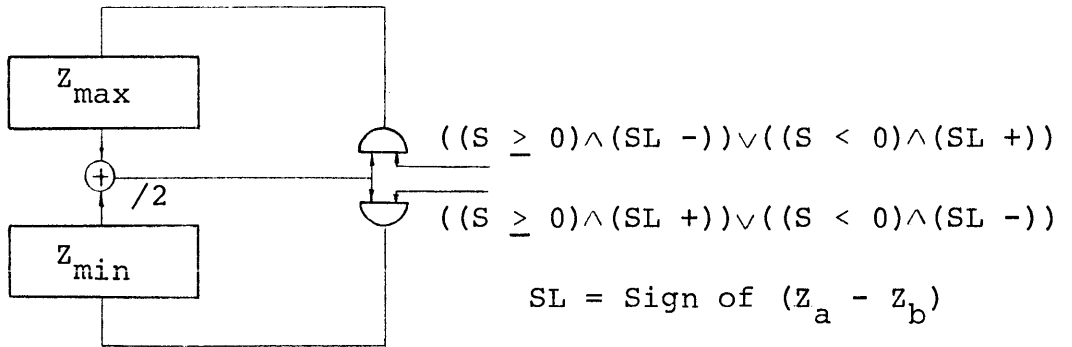 Z_max
((S ≥ 0)∧(SL -))∨((S < 0)∧(SL +))
+
/2
((S ≥ 0)∧(SL +))∨((S < 0)∧(SL -))
Z_min
SL = Sign of (Z_a - Z_b)